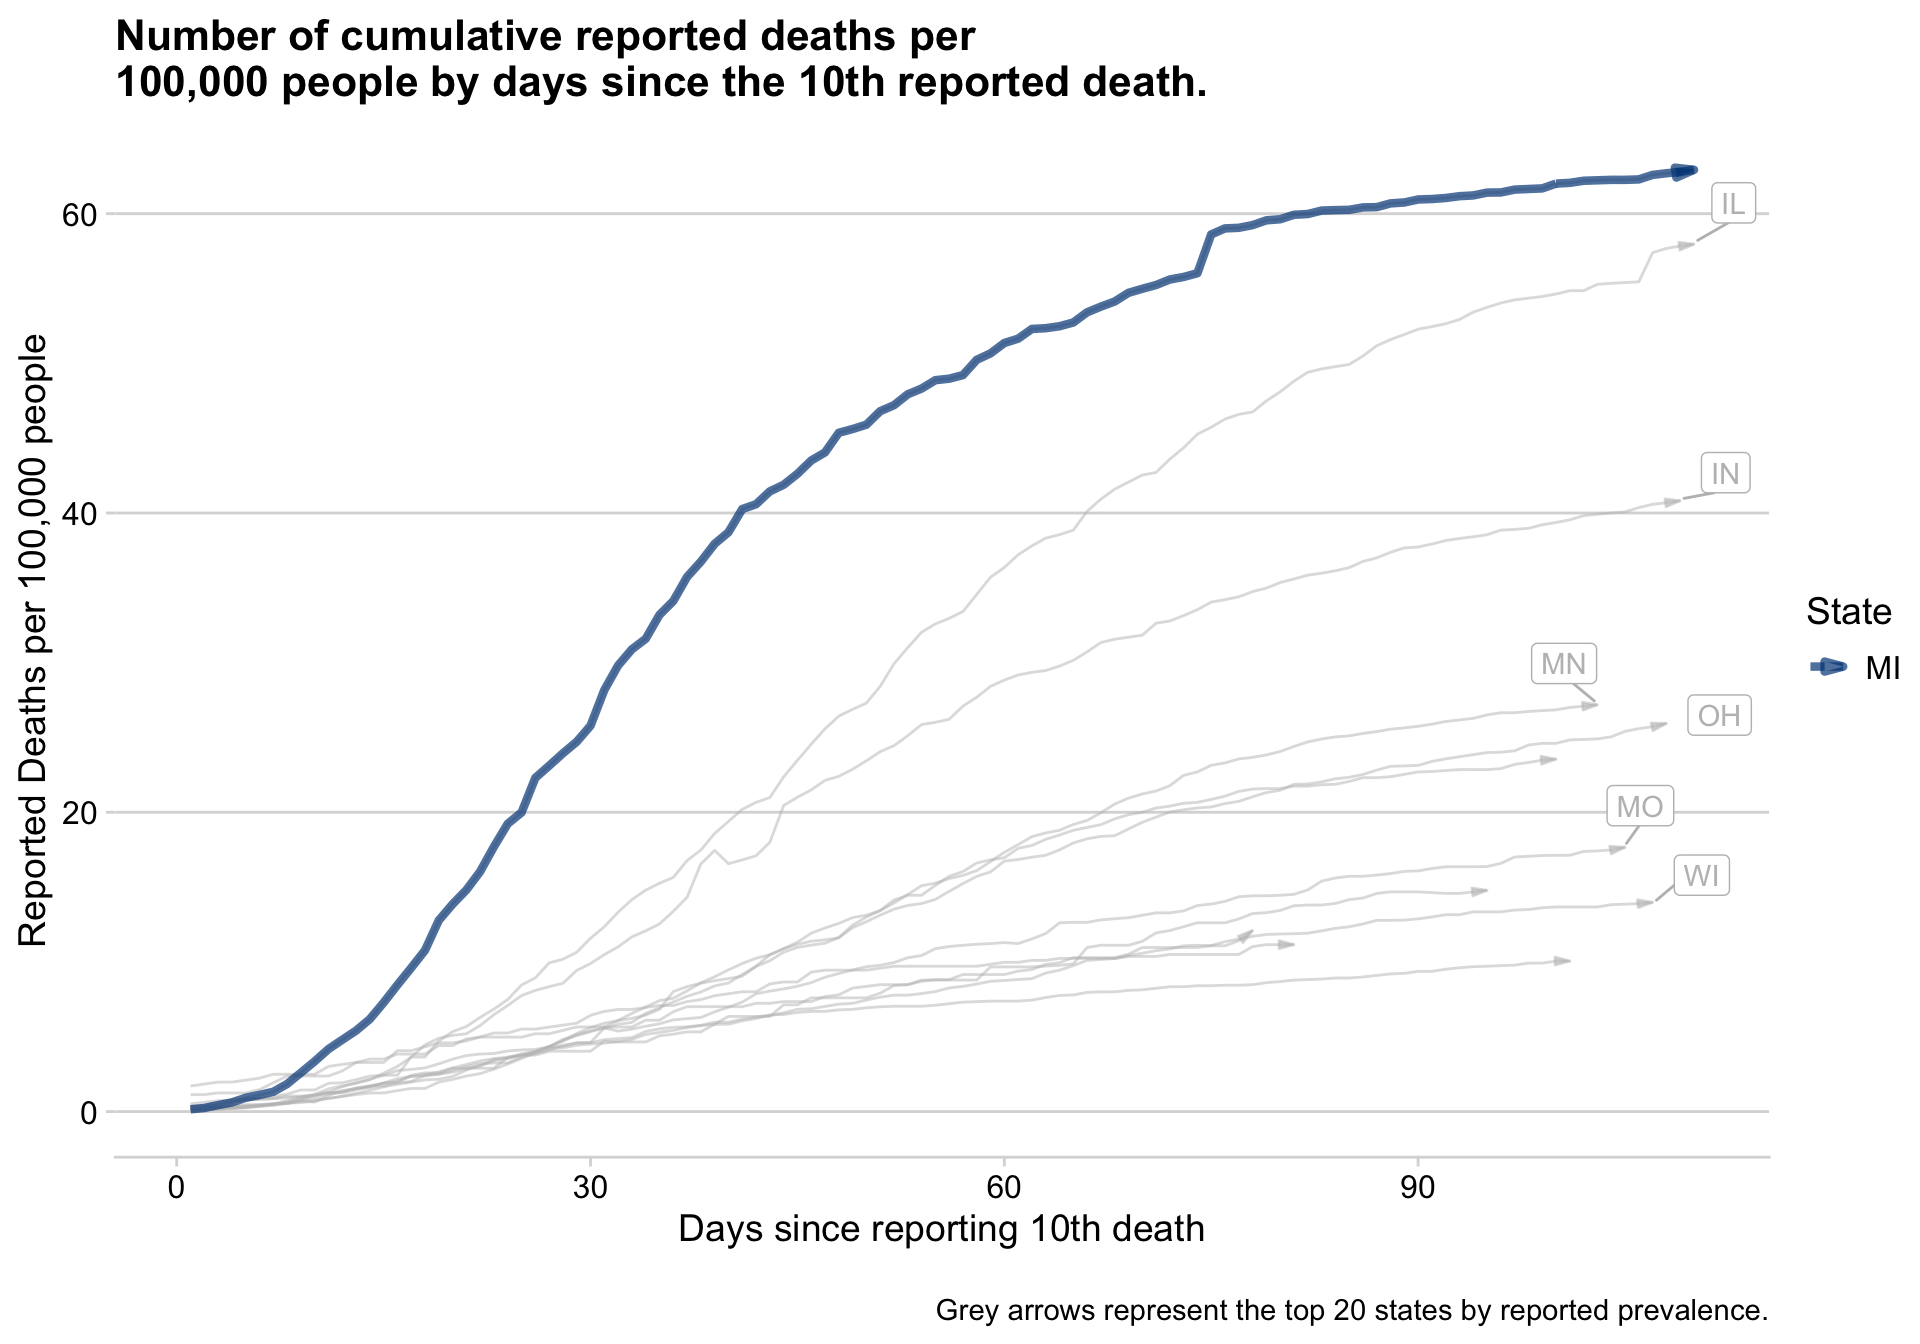 Number of cumulative reported deaths per
100,000 people by days since the 10th reported death.
Reported Deaths per 100,000 people
60
40
20
0
IL
IN
MN
OH
MO
WI
State
MI
0
30
60
90
Days since reporting 10th death
Grey arrows represent the top 20 states by reported prevalence.